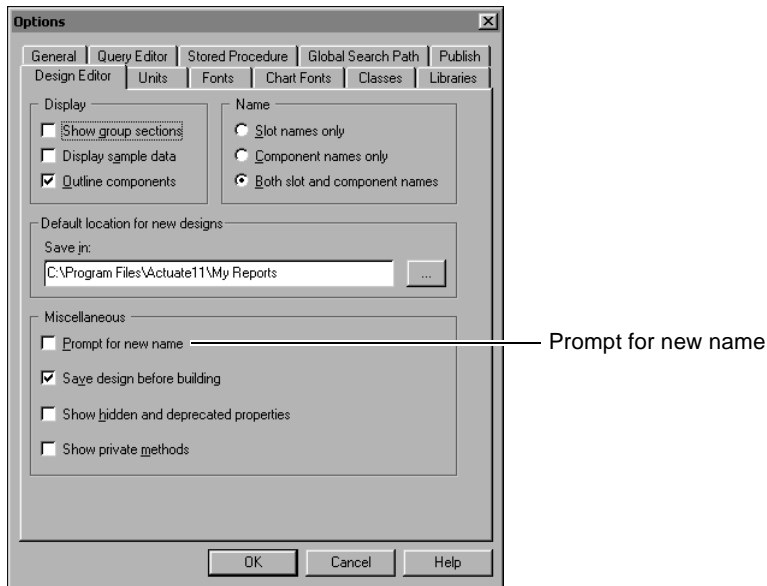 Options
General Query Editor Stored Procedure Global Search Path Publish
Design Editor Units Fonts Chart Fonts Classes Libraries
Display
Show group sections
Display sample data
Outline components
Name
Slot names only
Component names only
Both slot and component names
Default location for new designs
Save in:
C:\Program Files\Actuate11\My Reports
...
Miscellaneous
Prompt for new name
Prompt for new name
Save design before building
Show hidden and deprecated properties
Show private methods
OK Cancel Help